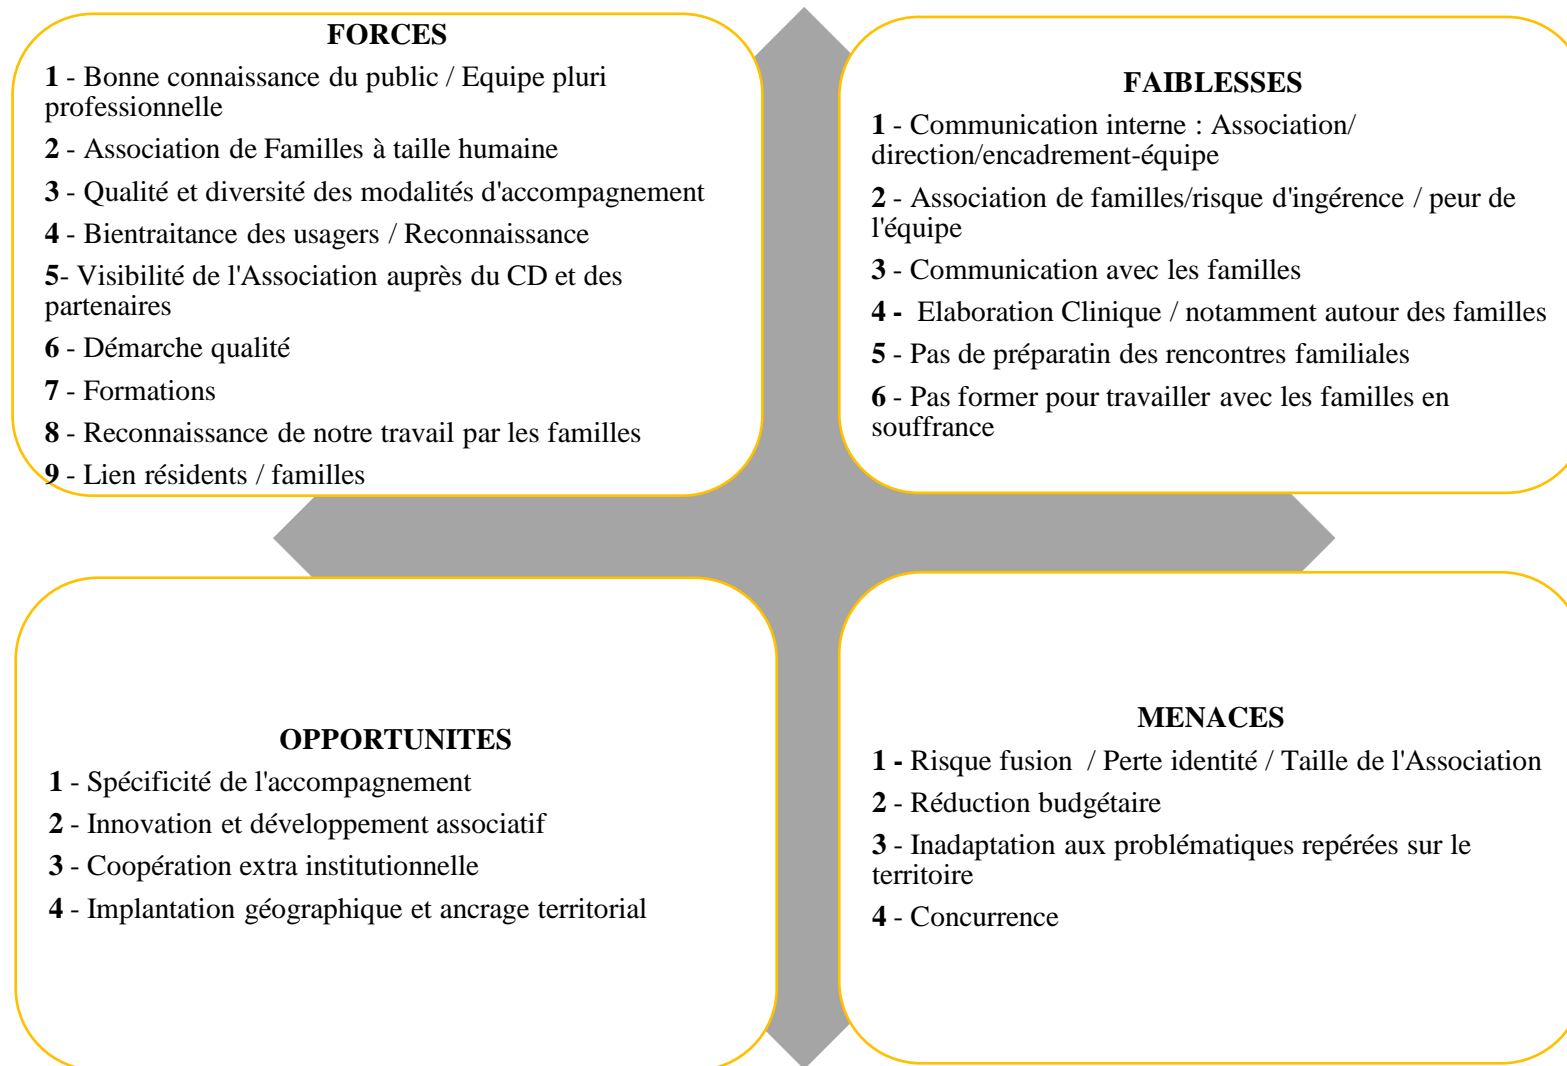 FORCES
1 - Bonne connaissance du public / Equipe pluri
professionnelle
2 - Association de Familles à taille humaine
3 - Qualité et diversité des modalités d'accompagnement
4 - Bientraitance des usagers / Reconnaissance
5- Visibilité de l'Association auprès du CD et des
partenaires
6 - Démarche qualité
7 - Formations
8 - Reconnaissance de notre travail par les familles
9 - Lien résidents / familles
FAIBLESSES
1 - Communication interne : Association/
direction/encadrement-équipe
2 - Association de familles/risque d'ingérence / peur de
l'équipe
3 - Communication avec les familles
4 - Elaboration Clinique / notamment autour des familles
5 - Pas de préparatin des rencontres familiales
6 - Pas former pour travailler avec les familles en
souffrance
OPPORTUNITES
1 - Spécificité de l'accompagnement
2 - Innovation et développement associatif
3 - Coopération extra institutionnelle
4 - Implantation géographique et ancrage territorial
MENACES
1 - Risque fusion / Perte identité / Taille de l'Association
2 - Réduction budgétaire
3 - Inadaptation aux problématiques repérées sur le
territoire
4 - Concurrence